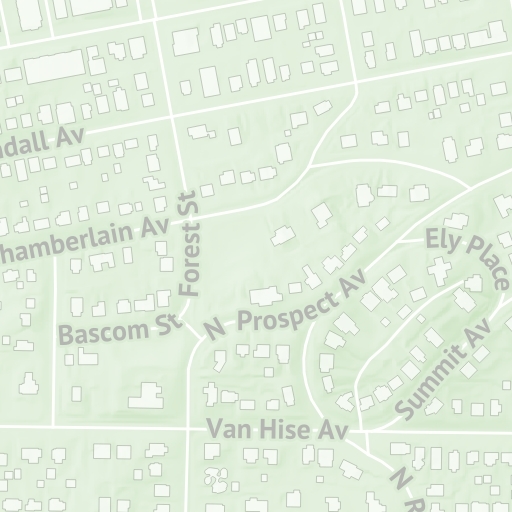 ndall Av
Chamberlain Av
Forest St
Ely Place
N Prospect Av
Bascom St
Summit Av
Van Hise Av
N R